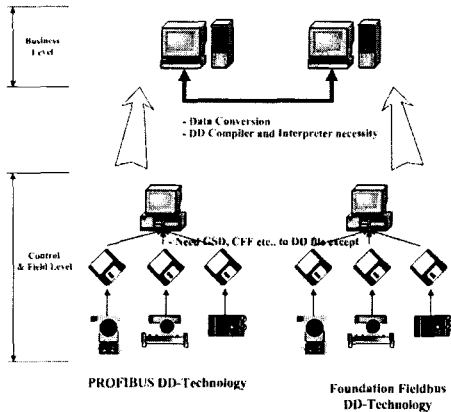 Business
Level
- Data Conversion
- DD Compiler and Interpreter necessity
- Need GSD, CFF etc., to DD file except
Control
& Field Level
PROFIBUS DD-Technology
Foundation Fieldbus
DD-Technology